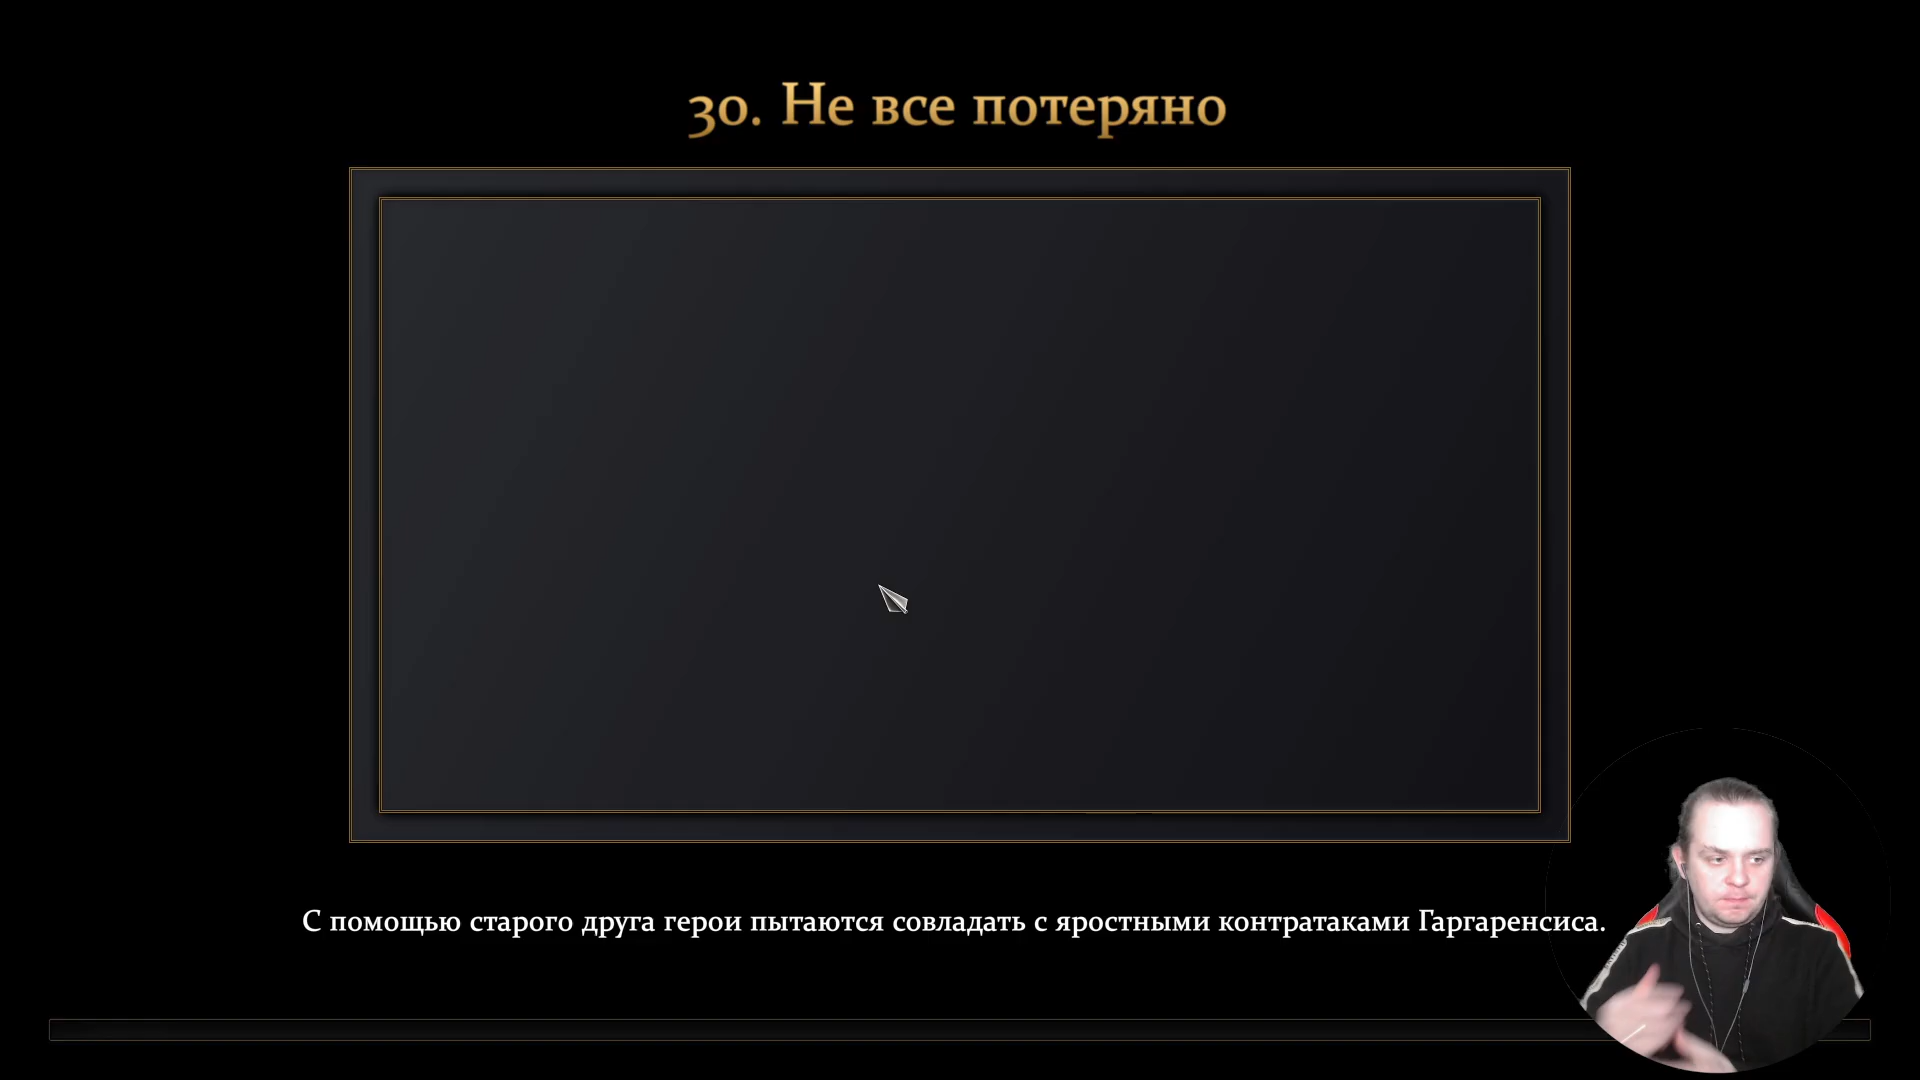 30. Не все потеряно
С помощью старого друга герои пытаются совладать с яростными контратаками Гаргаренсиса.